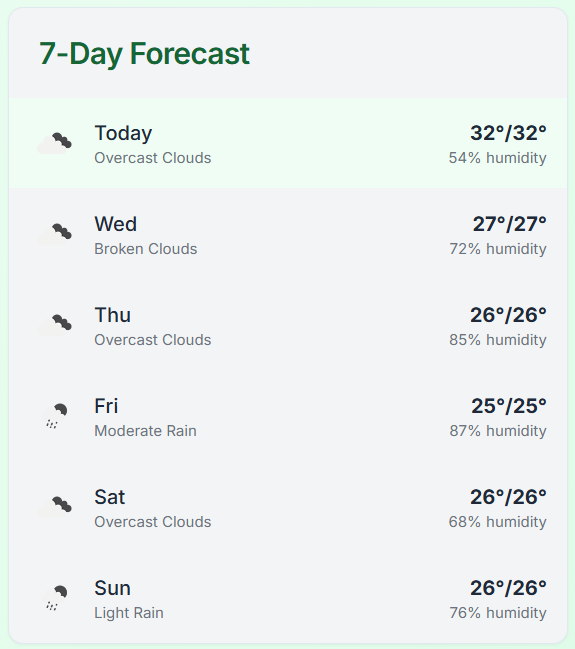 7-Day Forecast
Today
32°/32°
Overcast Clouds
54% humidity
Wed
27°/27°
Broken Clouds
72% humidity
Thu
26°/26°
Overcast Clouds
85% humidity
Fri
25°/25°
Moderate Rain
87% humidity
Sat
26°/26°
Overcast Clouds
68% humidity
Sun
26°/26°
Light Rain
76% humidity